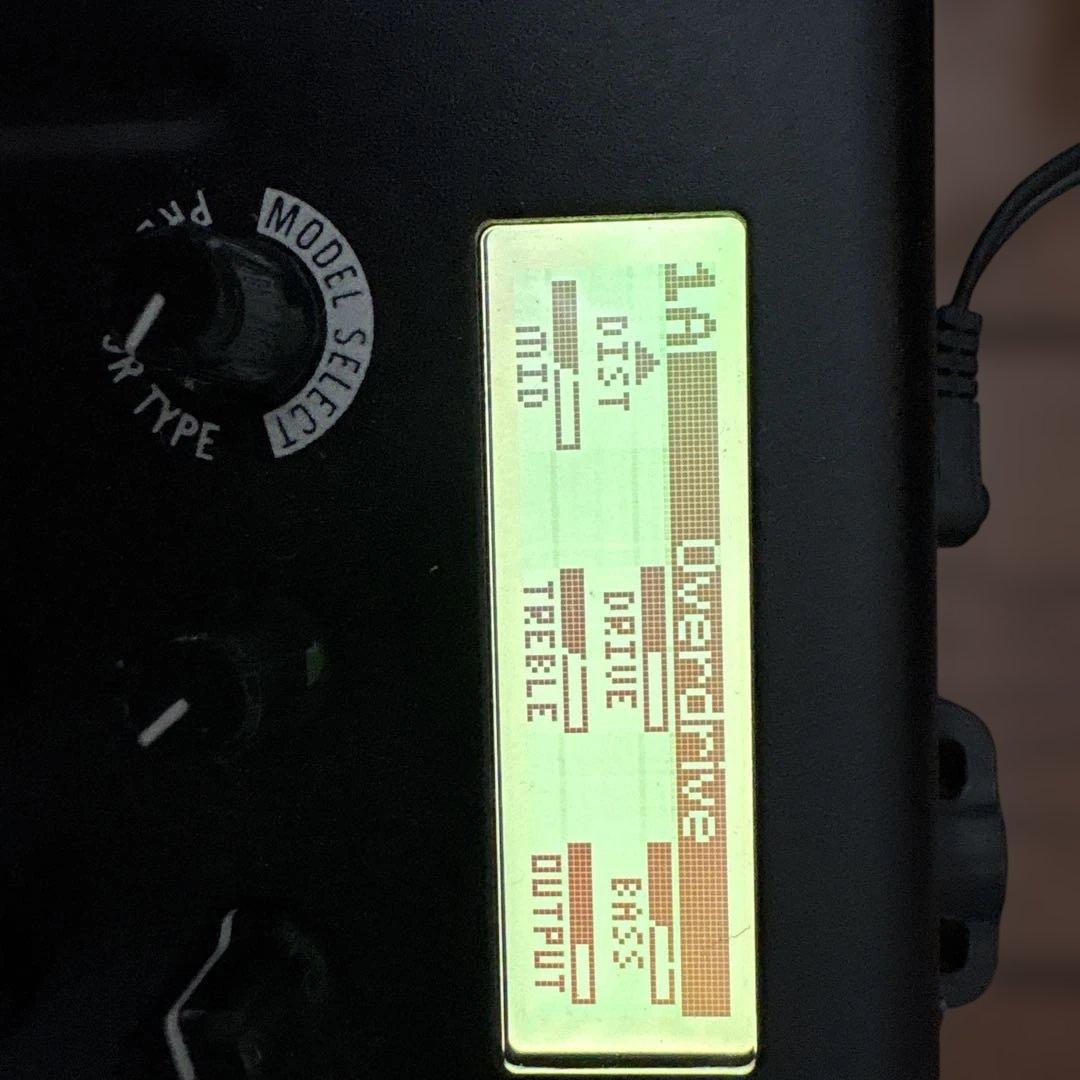 MODEL SELECT
TYPE
1A Overdrive
DIST DRIVE BASS
MID TREBLE OUTPUT